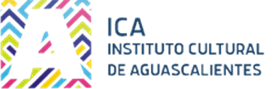 A
ICA
INSTITUTO CULTURAL
DE AGUASCALIENTES